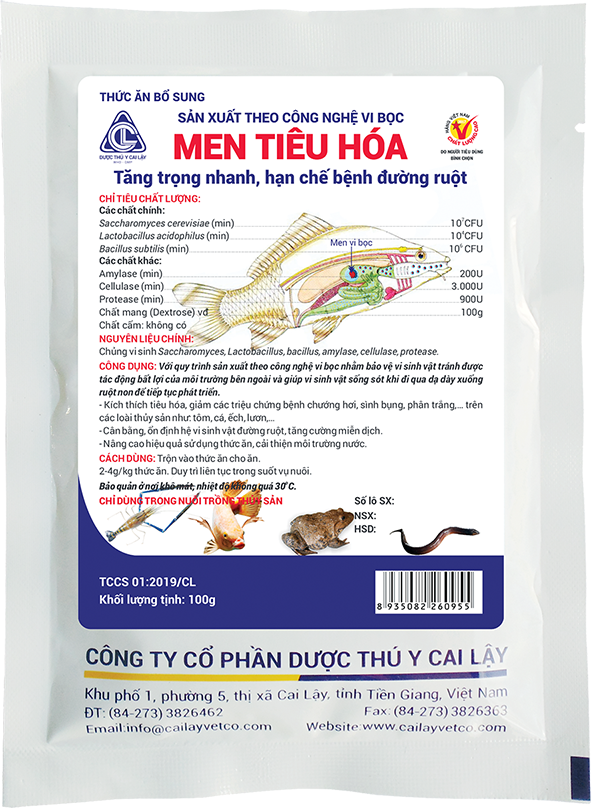 THỨC ĂN BỔ SUNG
SẢN XUẤT THEO CÔNG NGHỆ VI BỌC
MEN TIÊU HÓA
Tăng trọng nhanh, hạn chế bệnh đường ruột
DƯỢC THÚ Y CAI LẬY
HÀNG VIỆT NAM
CHẤT LƯỢNG CAO
DO NGƯỜI TIÊU DÙNG
BÌNH CHỌN
CHỈ TIÊU CHẤT LƯỢNG:
Các chất chính:
Saccharomyces cerevisiae (min) 10⁷CFU
Lactobacillus acidophilus (min) 10⁶CFU
Bacillus subtilis (min) 10⁶ CFU
Men vi bọc
Các chất khác:
Amylase (min) 200U
Cellulase (min) 3.000U
Protease (min) 900U
Chất mang (Dextrose) vđ 100g
Chất cấm: không có
NGUYÊN LIỆU CHÍNH:
Chủng vi sinh Saccharomyces, Lactobacillus, bacillus, amylase, cellulase, protease.
CÔNG DỤNG: Với quy trình sản xuất theo công nghệ vi bọc nhằm bảo vệ vi sinh vật tránh được
tác động bất lợi của môi trường bên ngoài và giúp vi sinh vật sống sót khi đi qua dạ dày xuống
ruột non để tiếp tục phát triển.
- Kích thích tiêu hóa, giảm các triệu chứng bệnh chướng hơi, sình bụng, phân trắng,... trên
các loài thủy sản như: tôm, cá, ếch, lươn,...
- Cân bằng, ổn định hệ vi sinh vật đường ruột, tăng cường miễn dịch.
- Nâng cao hiệu quả sử dụng thức ăn, cải thiện môi trường nước.
CÁCH DÙNG: Trộn vào thức ăn cho ăn.
2-4g/kg thức ăn. Duy trì liên tục trong suốt vụ nuôi.
Bảo quản ở nơi khô mát, nhiệt độ không quá 30°C.
CHỈ DÙNG TRONG NUÔI TRỒNG THỦY SẢN
Số lô SX:
NSX:
HSD:
TCCS 01:2019/CL
Khối lượng tịnh: 100g
8 935082 260955
CÔNG TY CỔ PHẦN DƯỢC THÚ Y CAI LẬY
Khu phố 1, phường 5, thị xã Cai Lậy, tỉnh Tiền Giang, Việt Nam
ĐT: (84-273) 3826462 Fax: (84-273) 3826363
Email:info@cailayvetco.com Website:www.cailayvetco.com